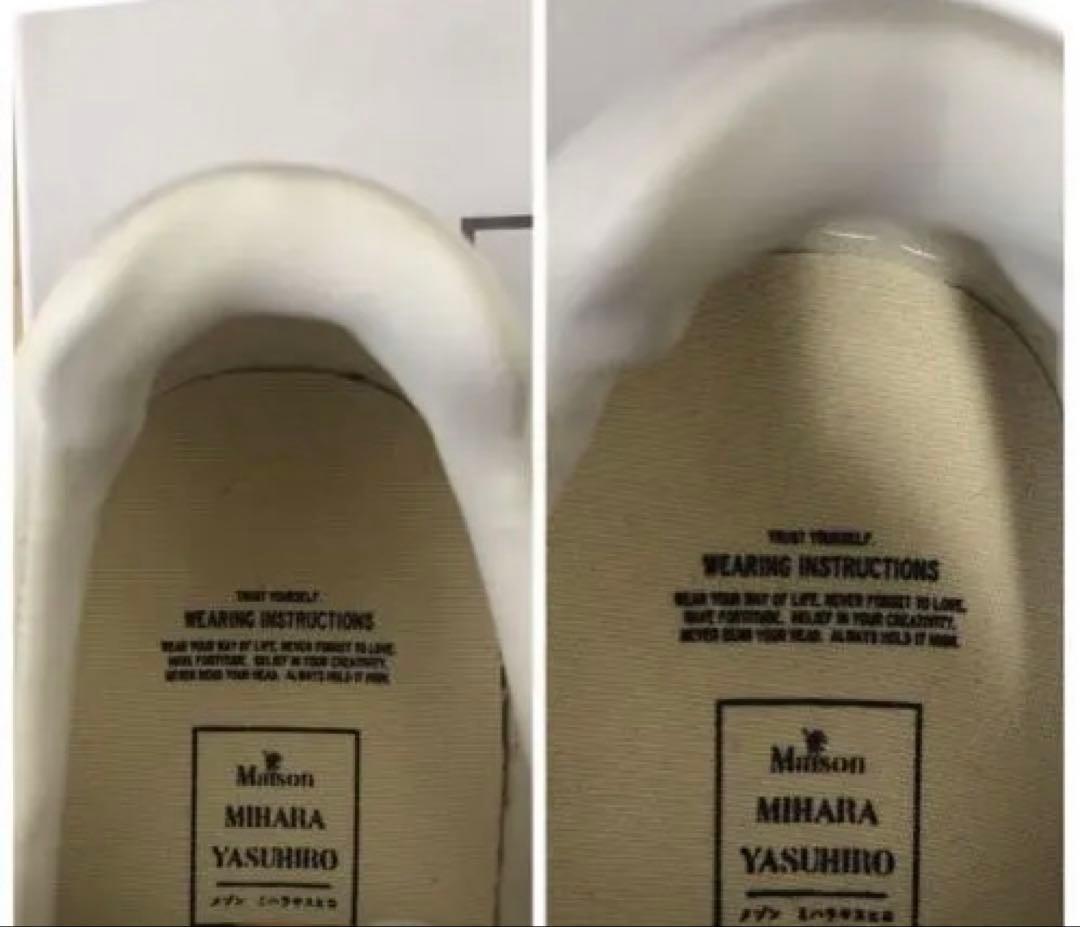 TRUST YOURSELF.
WEARING INSTRUCTIONS
WEAR YOUR WAY OF LIFE. NEVER FORGET TO LOVE.
HAVE FORTITUDE. BELIEF IN YOUR CREATIVITY.
NEVER BEND YOUR HEAD. ALWAYS HOLD IT HIGH.
Maison
MIHARA
YASUHIRO
メゾン ミハラヤスヒロ
TRUST YOURSELF.
WEARING INSTRUCTIONS
WEAR YOUR WAY OF LIFE. NEVER FORGET TO LOVE.
HAVE FORTITUDE. BELIEF IN YOUR CREATIVITY.
NEVER BEND YOUR HEAD. ALWAYS HOLD IT HIGH.
Maison
MIHARA
YASUHIRO
メゾン ミハラヤスヒロ